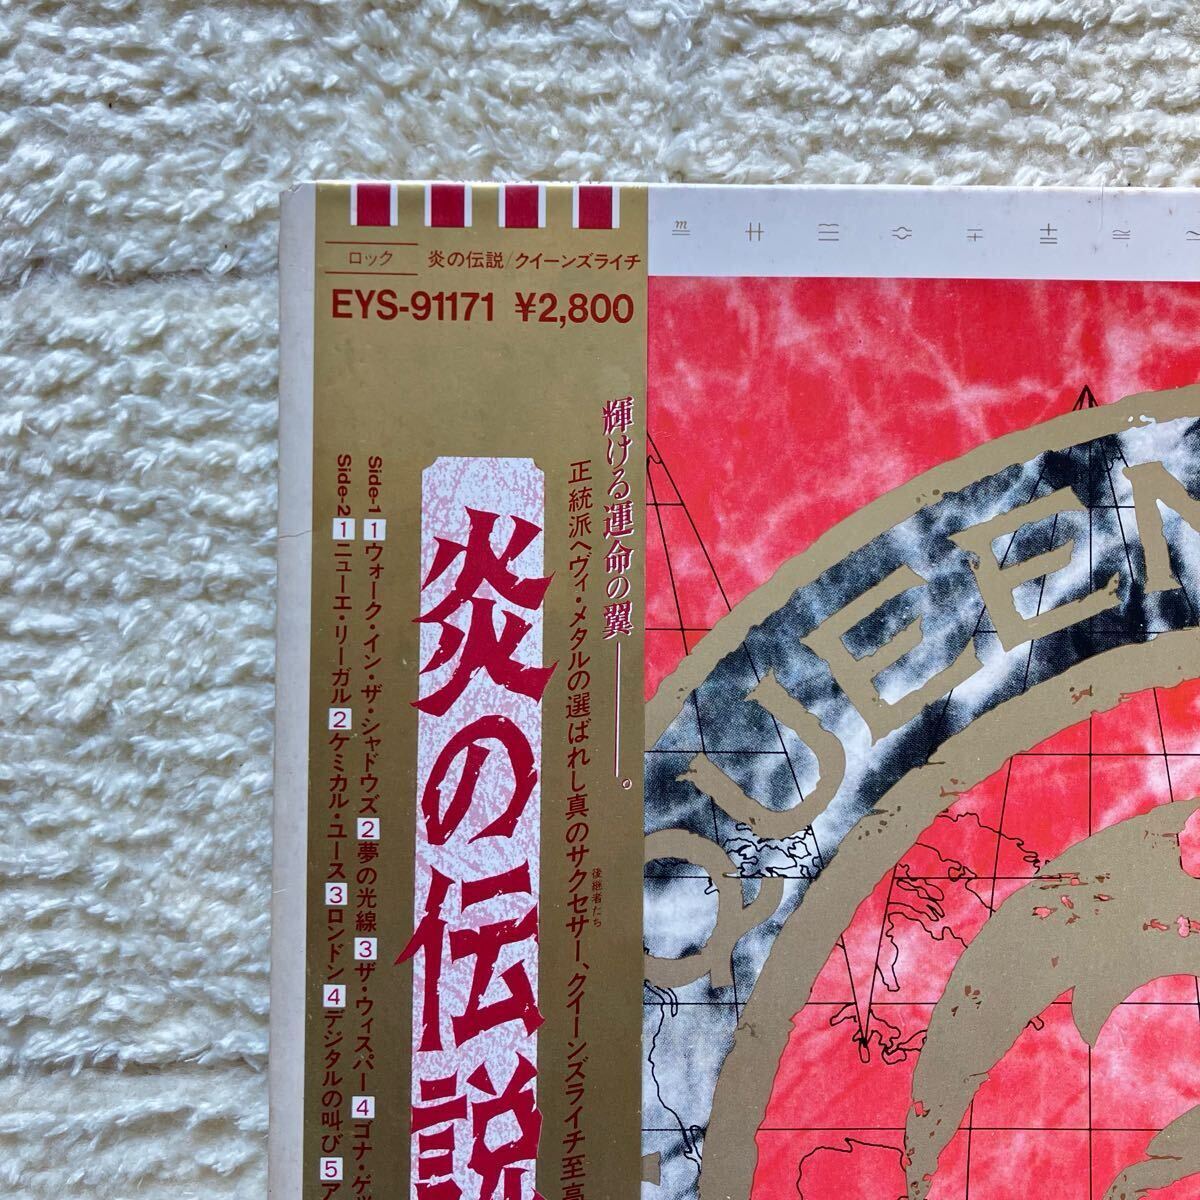 ロック
炎の伝説/クイーンズライチ
EYS-91171 ¥2,800
輝ける運命の翼――。
正統派ヘヴィ・メタルの選ばれし真のサクセサー、クイーンズライチ至高
後継者たち
炎の伝説
Side-1 1 ウォーク・イン・ザ・シャドウズ 2 夢の光線 3 ザ・ウィスパー 4 ゴナ・ゲッ
Side-2 1 ニューエ・リーガル 2 ケミカル・ユース 3 ロンドン 4 デジタルの叫び 5 ア
QUEEN